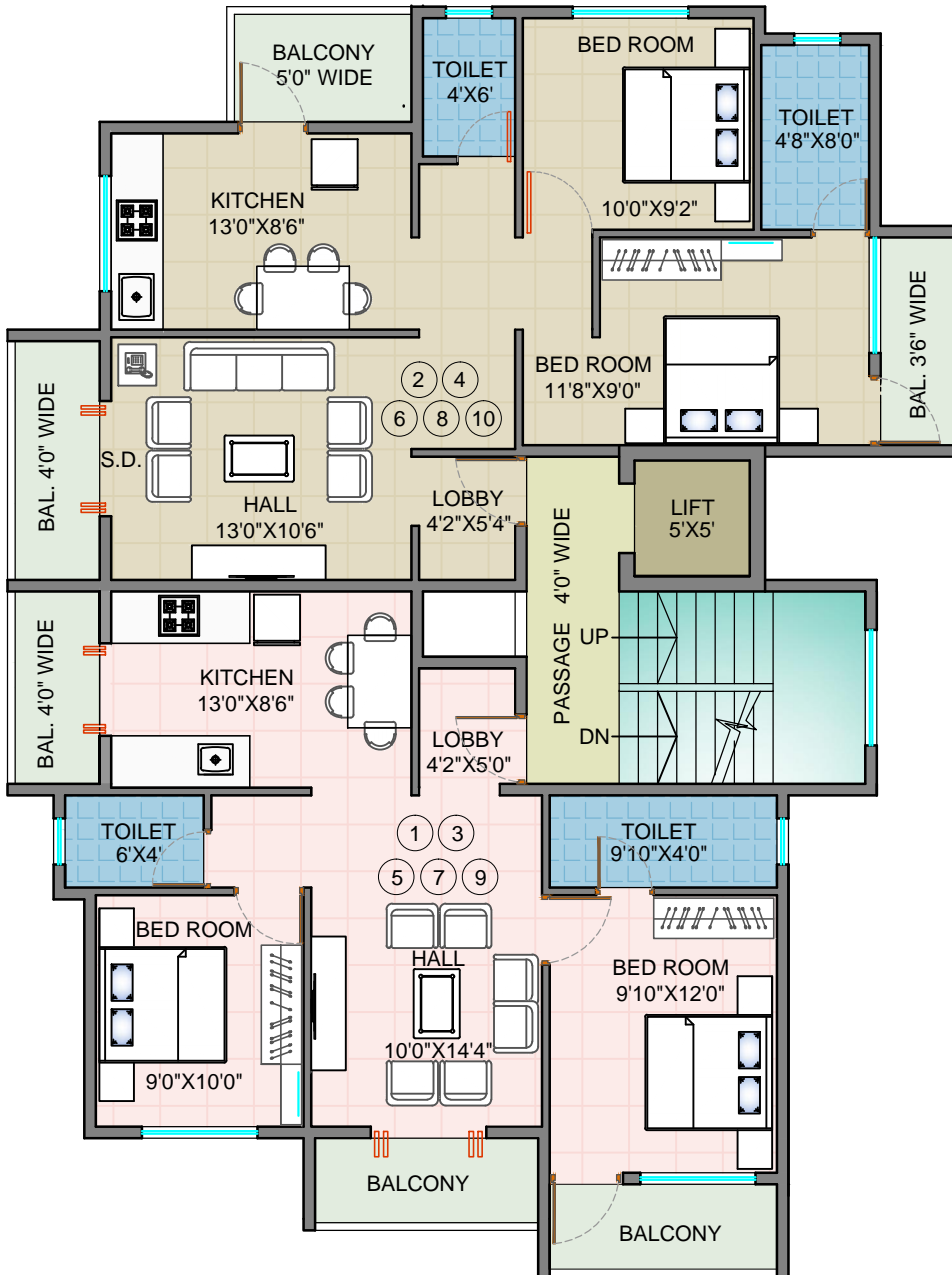 BALCONY
5'0" WIDE
TOILET
4'X6'
BED ROOM
10'0"X9'2"
TOILET
4'8"X8'0"
KITCHEN
13'0"X8'6"
BED ROOM
11'8"X9'0"
BAL. 3'6" WIDE
BAL. 4'0" WIDE
S.D.
2 4
6 8 10
HALL
13'0"X10'6"
LOBBY
4'2"X5'4"
PASSAGE 4'0" WIDE
LIFT
5'X5'
UP
DN
BAL. 4'0" WIDE
KITCHEN
13'0"X8'6"
LOBBY
4'2"X5'0"
TOILET
6'X4'
1 3
5 7 9
TOILET
9'10"X4'0"
BED ROOM
9'0"X10'0"
HALL
10'0"X14'4"
BED ROOM
9'10"X12'0"
BALCONY
BALCONY